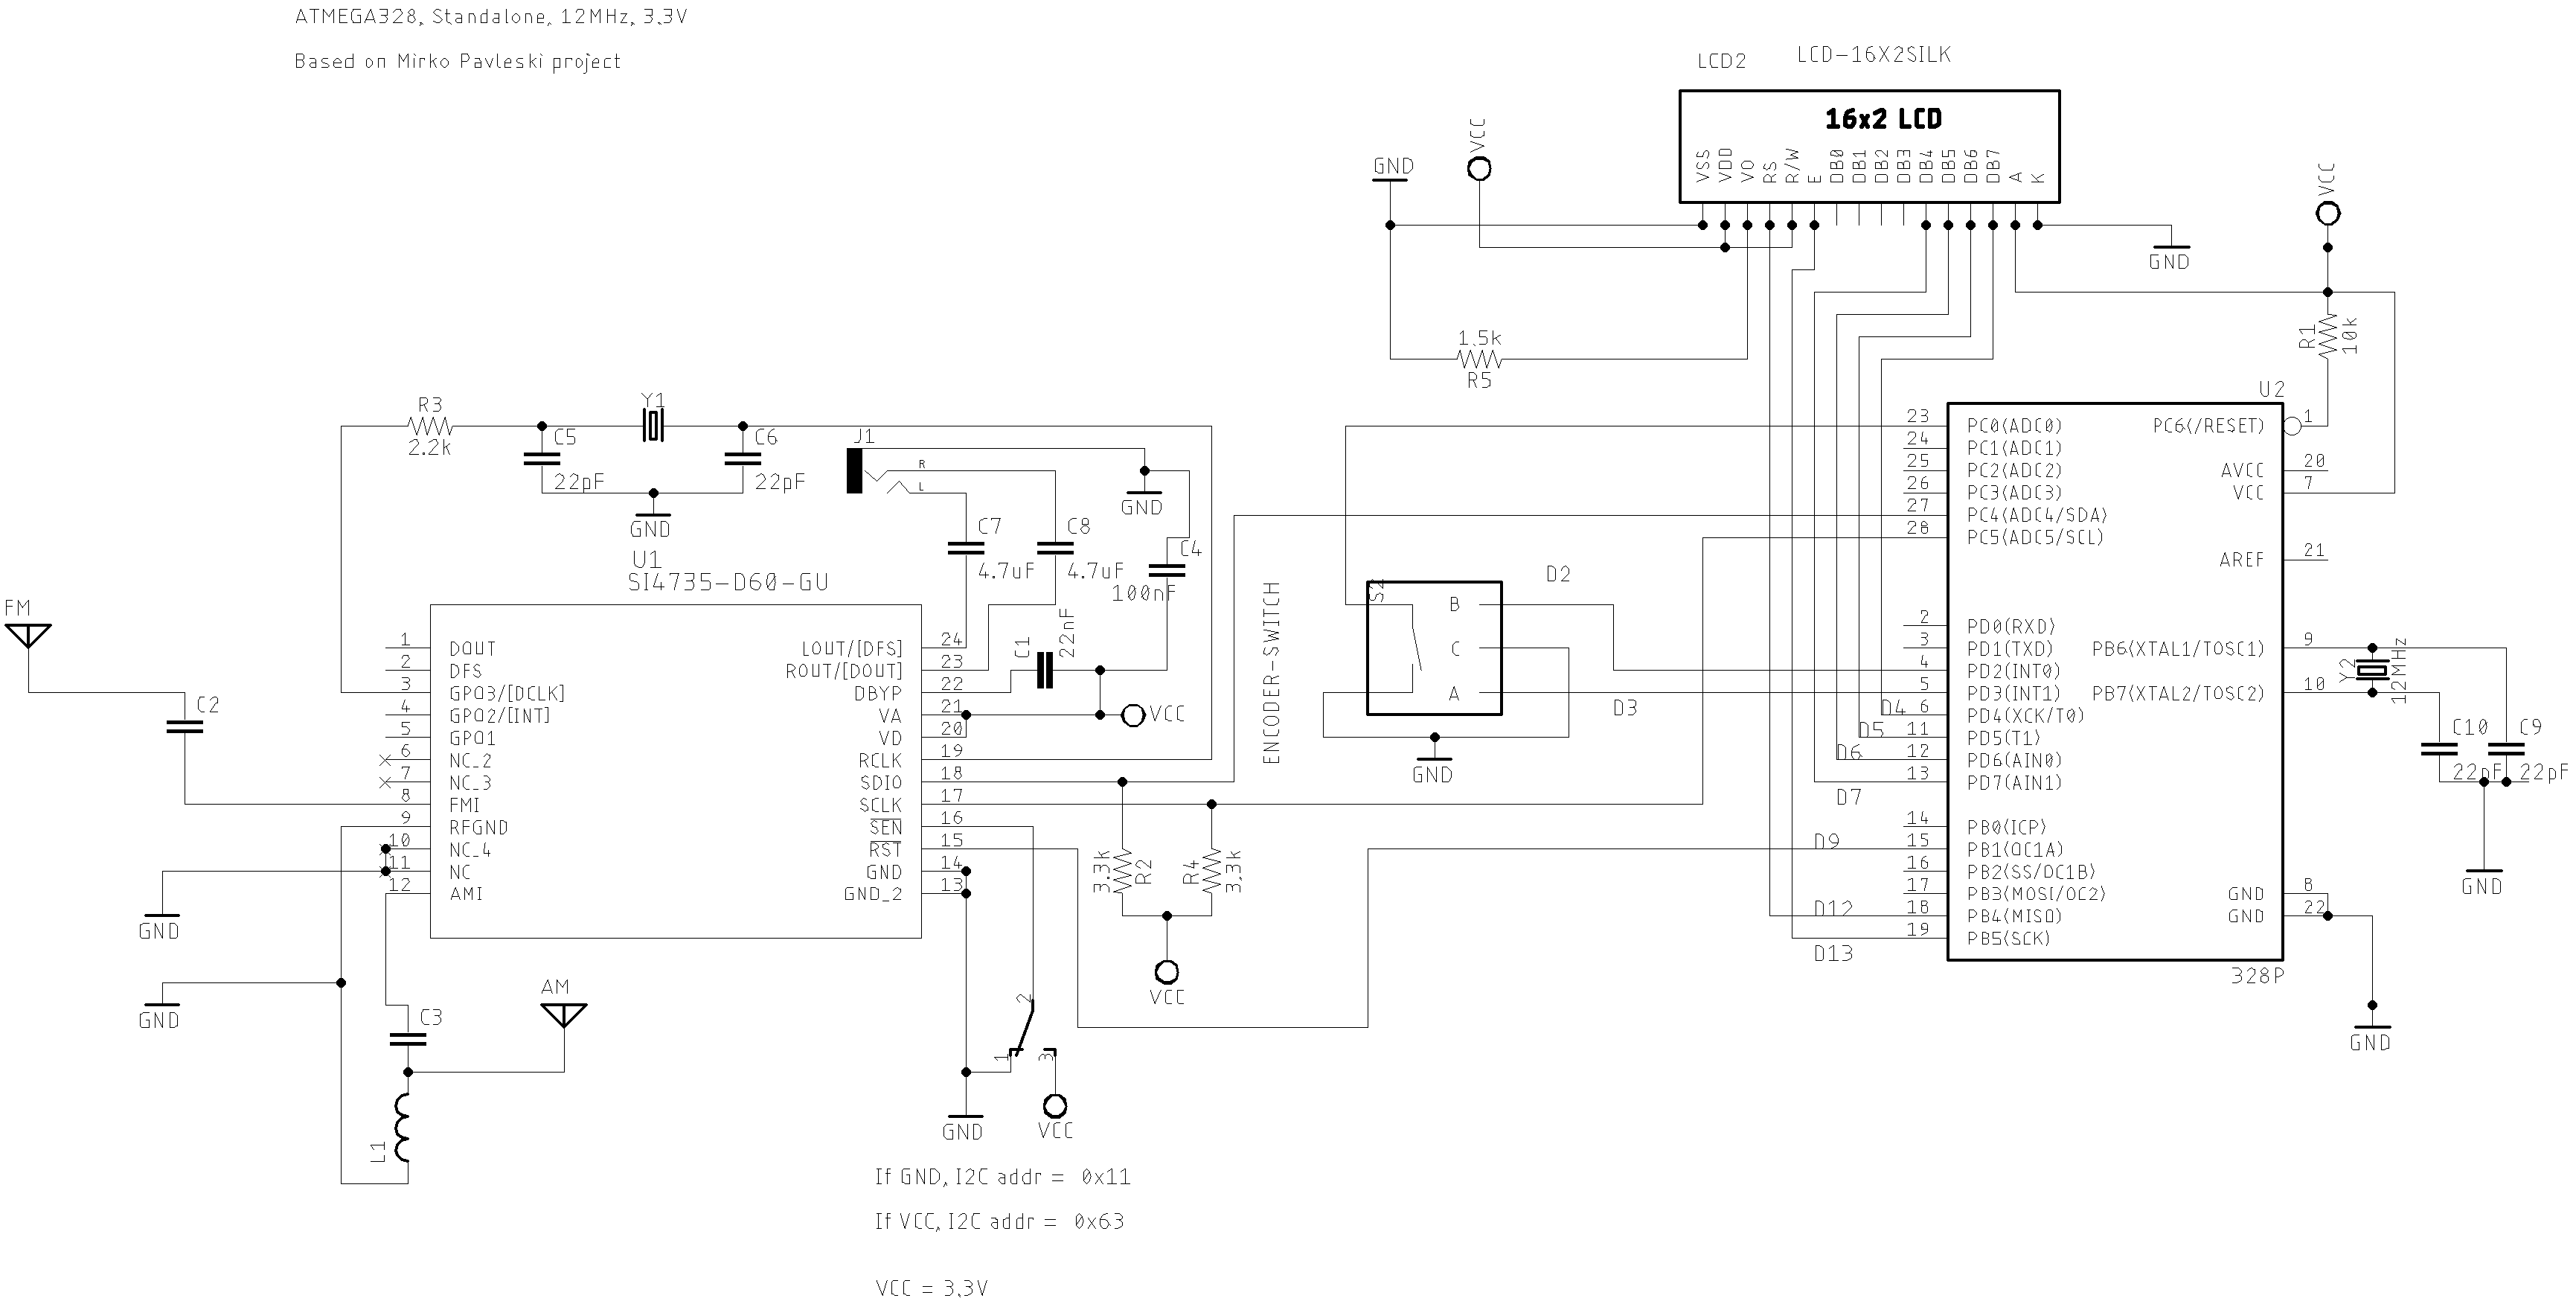 ATMEGA328, Standalone, 12MHz, 3,3V
Based on Mirko Pavleski project
LCD2
LCD-16X2SILK
16x2 LCD
VSS
VDD
VO
RS
R/W
E
DB0
DB1
DB2
DB3
DB4
DB5
DB6
DB7
A
K
GND
VCC
VCC
GND
1,5k
R5
R1
10k
R3
2.2k
Y1
C5
22pF
C6
22pF
GND
J1
R
L
GND
C7
4.7uF
C8
4.7uF
C4
100nF
C1
22nF
U1
SI4735-D60-GU
1 DOUT
2 DFS
3 GPO3/[DCLK]
4 GPO2/[INT]
5 GPO1
6 NC_2
7 NC_3
8 FMI
9 RFGND
10 NC_4
11 NC
12 AMI
LOUT/[DFS] 24
ROUT/[DOUT] 23
DBYP 22
VA 21
VD 20
RCLK 19
SDIO 18
SCLK 17
SEN 16
RST 15
GND 14
GND_2 13
VCC
FM
C2
GND
GND
C3
AM
L1
3.3k
R2
R4
3,3k
VCC
2
1
3
GND
VCC
If GND, I2C addr = 0x11
If VCC, I2C addr = 0x63
VCC = 3,3V
ENCODER-SWITCH
S2
B
C
A
GND
D2
D3
D4
D5
D6
D7
D9
D12
D13
U2
23 PC0(ADC0)
24 PC1(ADC1)
25 PC2(ADC2)
26 PC3(ADC3)
27 PC4(ADC4/SDA)
28 PC5(ADC5/SCL)
2 PD0(RXD)
3 PD1(TXD)
4 PD2(INT0)
5 PD3(INT1)
6 PD4(XCK/T0)
11 PD5(T1)
12 PD6(AIN0)
13 PD7(AIN1)
14 PB0(ICP)
15 PB1(OC1A)
16 PB2(SS/OC1B)
17 PB3(MOSI/OC2)
18 PB4(MISO)
19 PB5(SCK)
PC6(/RESET) 1
AVCC 20
VCC 7
AREF 21
PB6(XTAL1/TOSC1) 9
PB7(XTAL2/TOSC2) 10
GND 8
GND 22
328P
Y2
12MHz
C10
22pF
C9
22pF
GND
GND